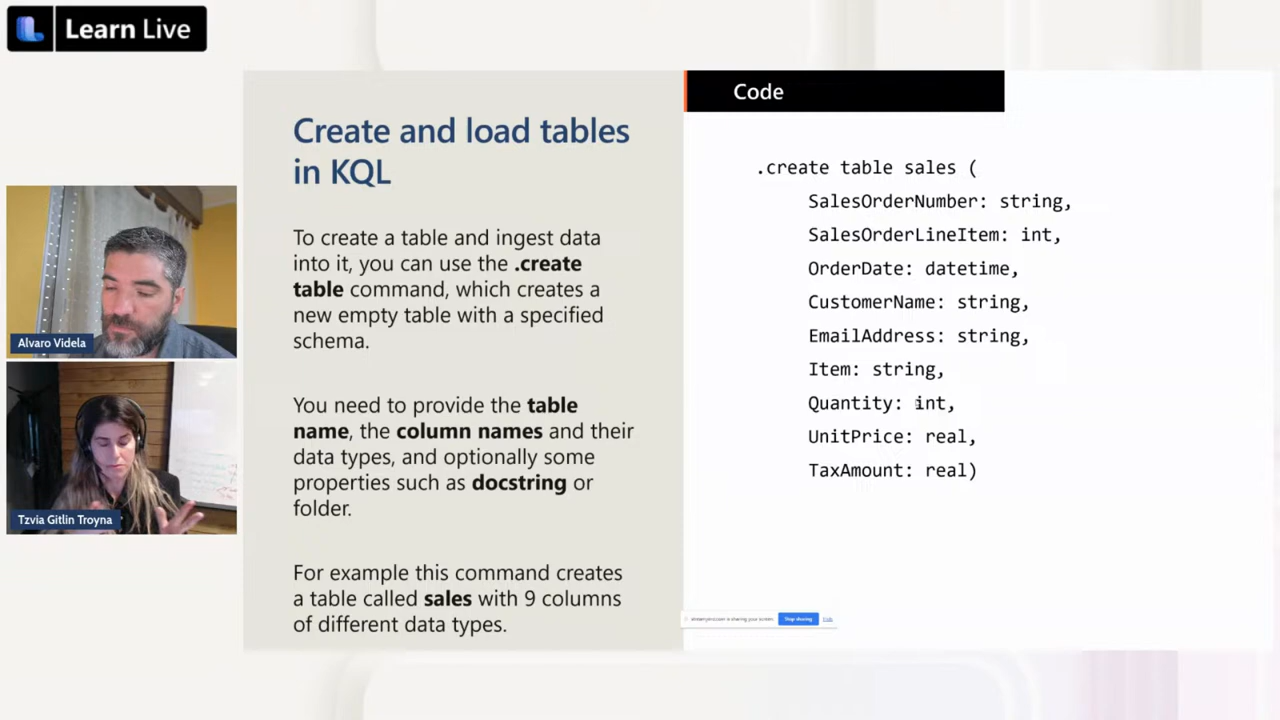 Learn Live
Create and load tables
in KQL
To create a table and ingest data
into it, you can use the .create
table command, which creates a
new empty table with a specified
schema.
You need to provide the table
name, the column names and their
data types, and optionally some
properties such as docstring or
folder.
For example this command creates
a table called sales with 9 columns
of different data types.
Code
.create table sales (
SalesOrderNumber: string,
SalesOrderLineItem: int,
OrderDate: datetime,
CustomerName: string,
EmailAddress: string,
Item: string,
Quantity: int,
UnitPrice: real,
TaxAmount: real)
Alvaro Videla
Tzvia Gitlin Troyna
is sharing your screen.
Stop sharing
Hide